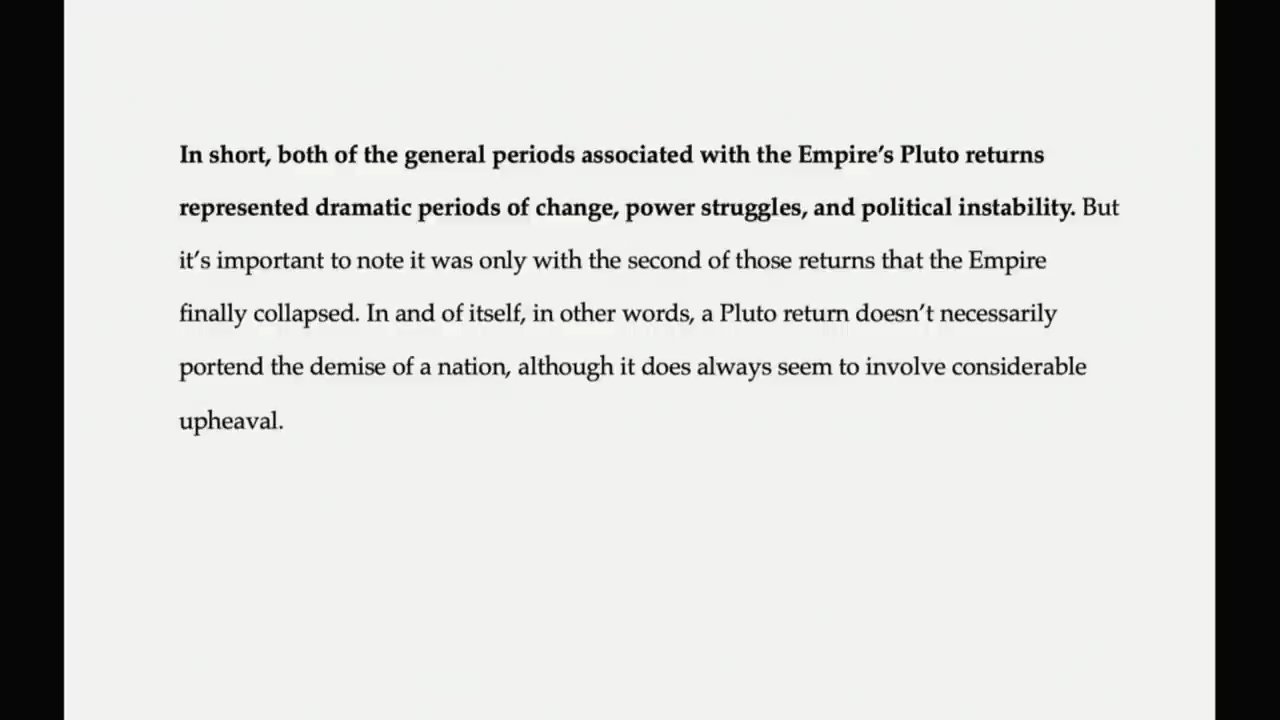 In short, both of the general periods associated with the Empire’s Pluto returns
represented dramatic periods of change, power struggles, and political instability. But
it’s important to note it was only with the second of those returns that the Empire
finally collapsed. In and of itself, in other words, a Pluto return doesn’t necessarily
portend the demise of a nation, although it does always seem to involve considerable
upheaval.